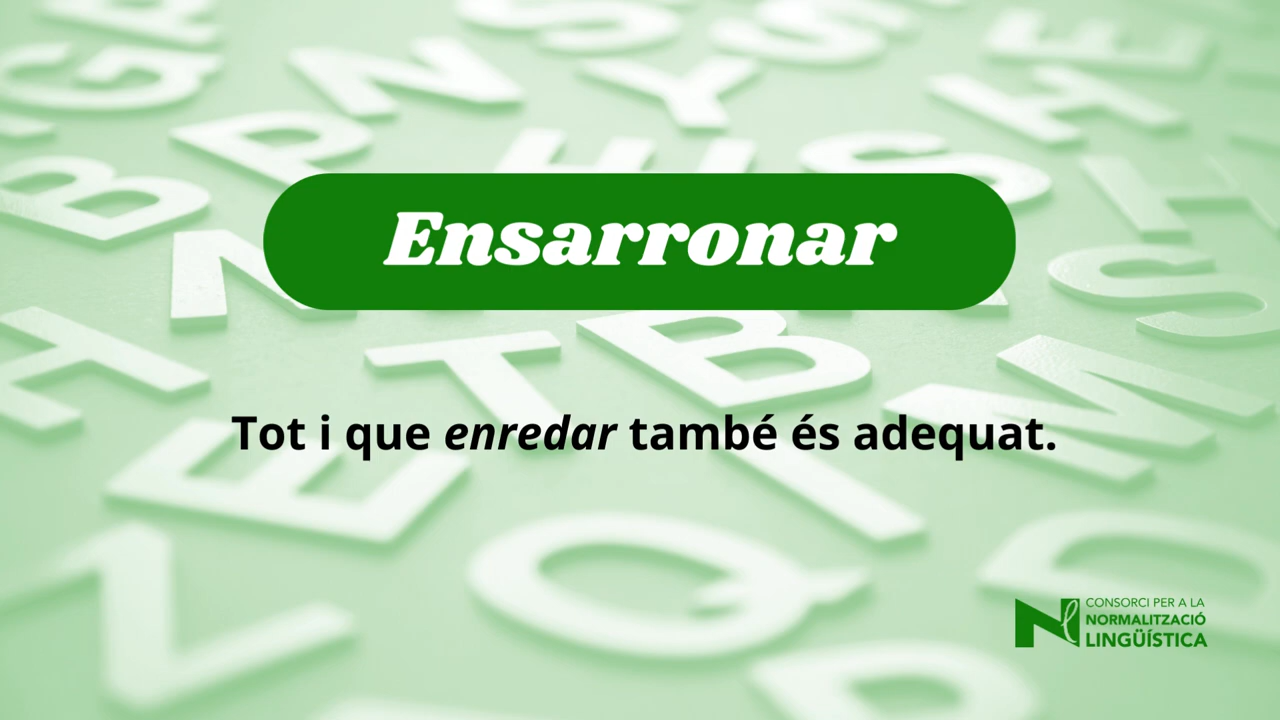 Ensarronar
Tot i que enredar també és adequat.
CONSORCI PER A LA
NORMALITZACIÓ
LINGÜÍSTICA